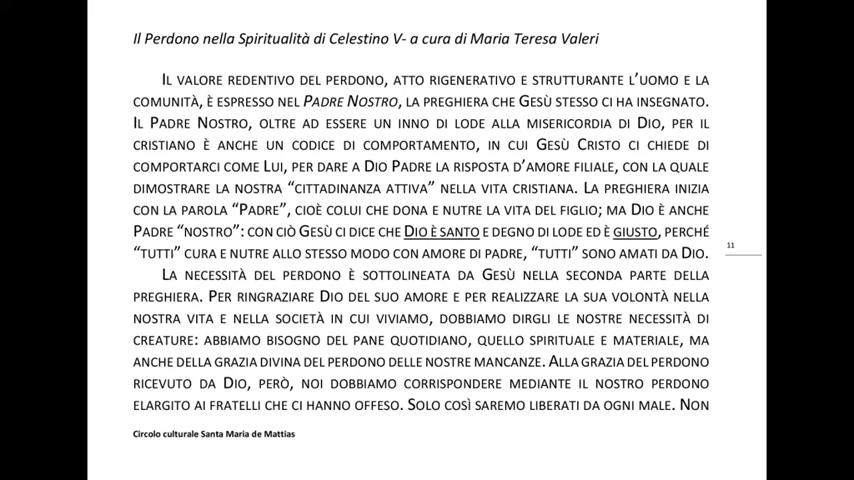 Il Perdono nella Spiritualità di Celestino V- a cura di Maria Teresa Valeri
IL VALORE REDENTIVO DEL PERDONO, ATTO RIGENERATIVO E STRUTTURANTE L’UOMO E LA
COMUNITÀ, È ESPRESSO NEL PADRE NOSTRO, LA PREGHIERA CHE GESÙ STESSO CI HA INSEGNATO.
IL PADRE NOSTRO, OLTRE AD ESSERE UN INNO DI LODE ALLA MISERICORDIA DI DIO, PER IL
CRISTIANO È ANCHE UN CODICE DI COMPORTAMENTO, IN CUI GESÙ CRISTO CI CHIEDE DI
COMPORTARCI COME LUI, PER DARE A DIO PADRE LA RISPOSTA D’AMORE FILIALE, CON LA QUALE
DIMOSTRARE LA NOSTRA “CITTADINANZA ATTIVA” NELLA VITA CRISTIANA. LA PREGHIERA INIZIA
CON LA PAROLA “PADRE”, CIOÈ COLUI CHE DONA E NUTRE LA VITA DEL FIGLIO; MA DIO È ANCHE
PADRE “NOSTRO”: CON CIÒ GESÙ CI DICE CHE DIO È SANTO E DEGNO DI LODE ED È GIUSTO, PERCHÉ
“TUTTI” CURA E NUTRE ALLO STESSO MODO CON AMORE DI PADRE, “TUTTI” SONO AMATI DA DIO.
11
LA NECESSITÀ DEL PERDONO È SOTTOLINEATA DA GESÙ NELLA SECONDA PARTE DELLA
PREGHIERA. PER RINGRAZIARE DIO DEL SUO AMORE E PER REALIZZARE LA SUA VOLONTÀ NELLA
NOSTRA VITA E NELLA SOCIETÀ IN CUI VIVIAMO, DOBBIAMO DIRGLI LE NOSTRE NECESSITÀ DI
CREATURE: ABBIAMO BISOGNO DEL PANE QUOTIDIANO, QUELLO SPIRITUALE E MATERIALE, MA
ANCHE DELLA GRAZIA DIVINA DEL PERDONO DELLE NOSTRE MANCANZE. ALLA GRAZIA DEL PERDONO
RICEVUTO DA DIO, PERÒ, NOI DOBBIAMO CORRISPONDERE MEDIANTE IL NOSTRO PERDONO
ELARGITO AI FRATELLI CHE CI HANNO OFFESO. SOLO COSÌ SAREMO LIBERATI DA OGNI MALE. NON
Circolo culturale Santa Maria de Mattias